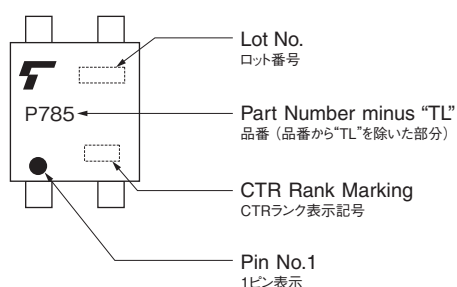 Lot No.
ロット番号
P785
Part Number minus “TL”
品番（品番から“TL”を除いた部分）
CTR Rank Marking
CTRランク表示記号
Pin No.1
1ピン表示